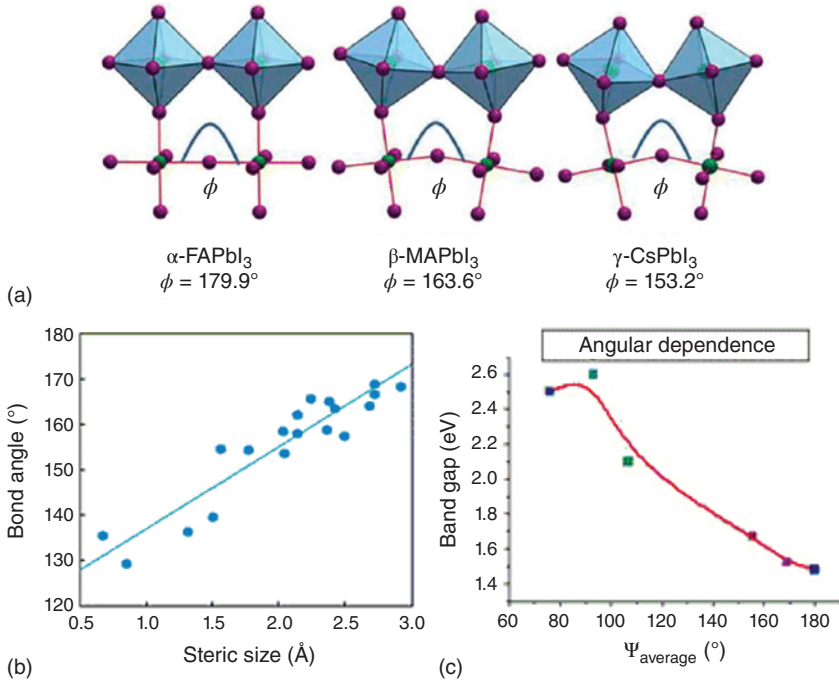 ϕ ϕ ϕ
α-FAPbI₃ β-MAPbI₃ γ-CsPbI₃
ϕ = 179.9° ϕ = 163.6° ϕ = 153.2°
(a)
180
170
160
150
140
130
120
0.5 1.0 1.5 2.0 2.5 3.0
Bond angle (°)
Steric size (Å)
(b)
Angular dependence
2.6
2.4
2.2
2.0
1.8
1.6
1.4
60 80 100 120 140 160 180
Band gap (eV)
Ψaverage (°)
(c)